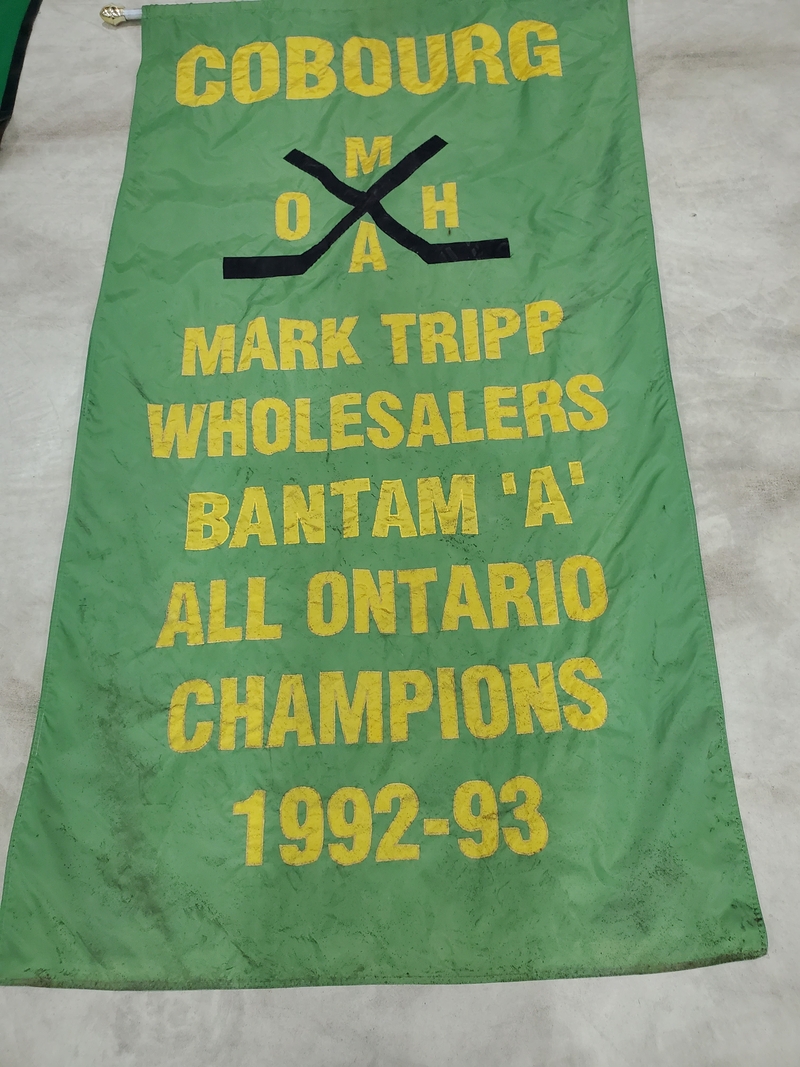 COBOURG
M
O H
A
MARK TRIPP
WHOLESALERS
BANTAM 'A'
ALL ONTARIO
CHAMPIONS
1992-93